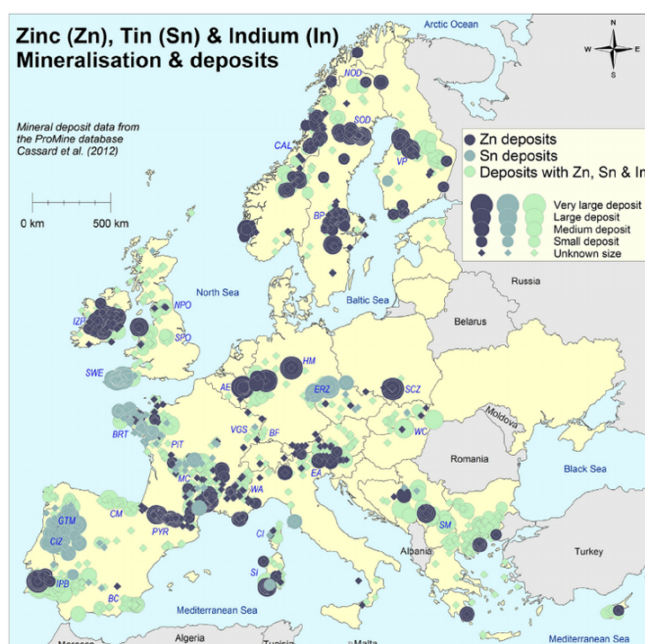 Zinc (Zn), Tin (Sn) & Indium (In)
Mineralisation & deposits
Arctic Ocean
N
W
E
S
Mineral deposit data from
the ProMine database
Cassard et al. (2012)
0 km
500 km
Zn deposits
Sn deposits
Deposits with Zn, Sn & In
Very large deposit
Large deposit
Medium deposit
Small deposit
Unknown size
NOD
SOD
CAL
VP
BP
North Sea
Baltic Sea
Russia
Belarus
NPO
IZP
SPO
SWE
HM
AE
ERZ
SCZ
BRT
VGS
BF
WC
Moldova
PiT
Romania
MC
EA
WA
Black Sea
CM
GTM
PYR
CIZ
CI
SM
Albania
Turkey
IPB
SI
BC
Mediterranean Sea
Mediterranean Sea
Algeria
Tunisia
Malta